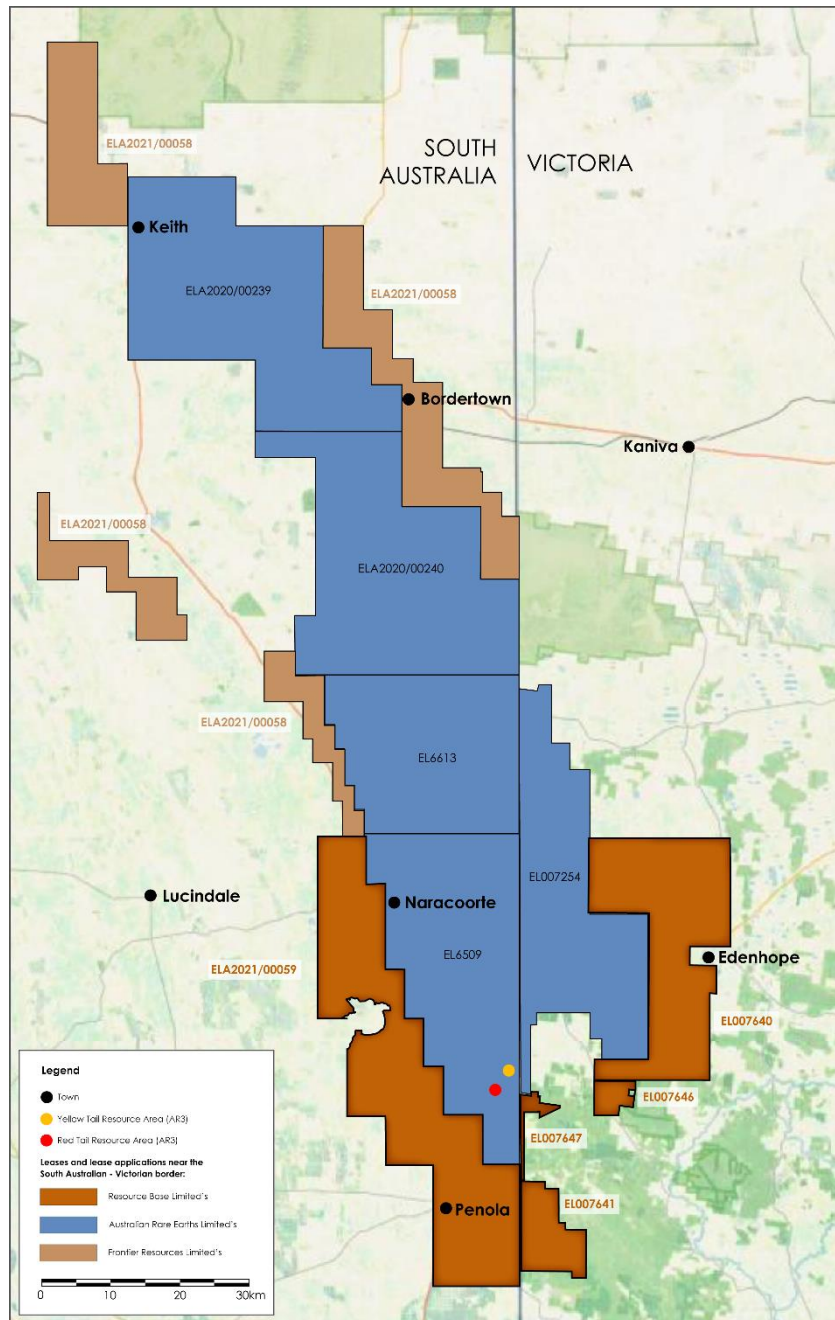 ELA2021/00058
SOUTH
AUSTRALIA
VICTORIA
Keith
ELA2020/00239
ELA2021/00058
Bordertown
Kaniva
ELA2021/00058
ELA2020/00240
ELA2021/00058
EL6613
EL007254
Lucindale
Naracoorte
EL6509
Edenhope
ELA2021/00059
EL007640
EL007646
EL007647
EL007641
Penola
Legend
Town
Yellow Tail Resource Area (AR3)
Red Tail Resource Area (AR3)
Leases and lease applications near the
South Australian - Victorian border:
Resource Base Limited's
Australian Rare Earths Limited's
Frontier Resources Limited's
0 10 20 30km